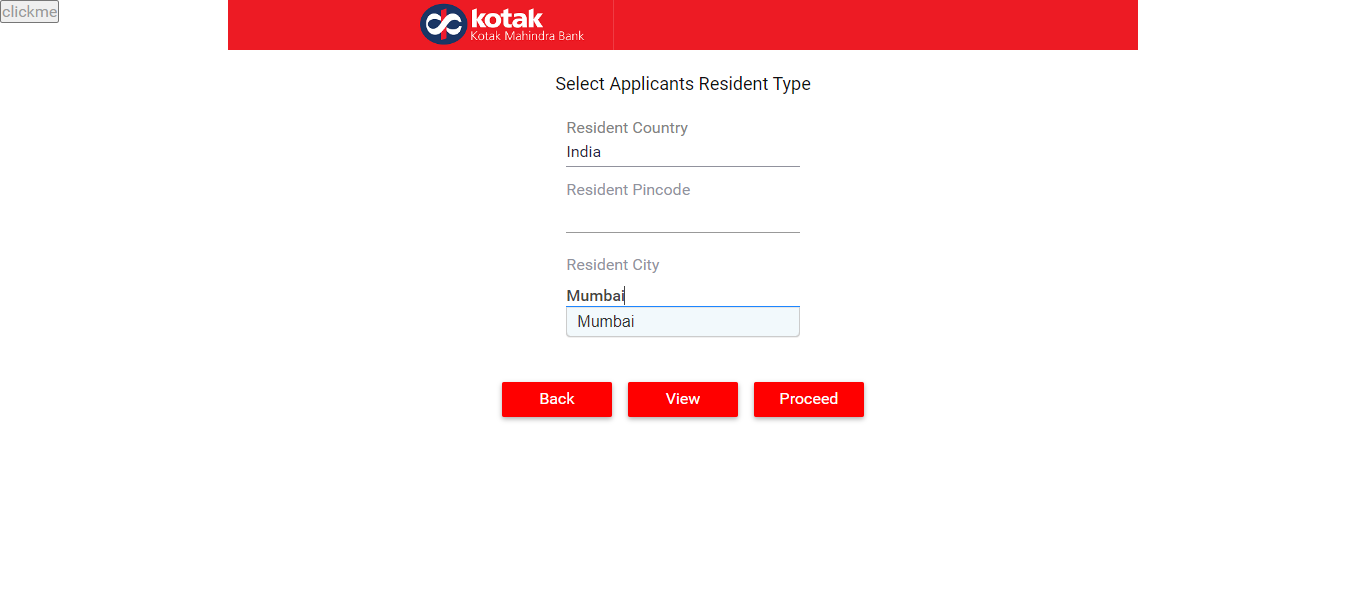 clickme
kotak
Kotak Mahindra Bank
Select Applicants Resident Type
Resident Country
India
Resident Pincode
Resident City
Mumbai
Mumbai
Back View Proceed